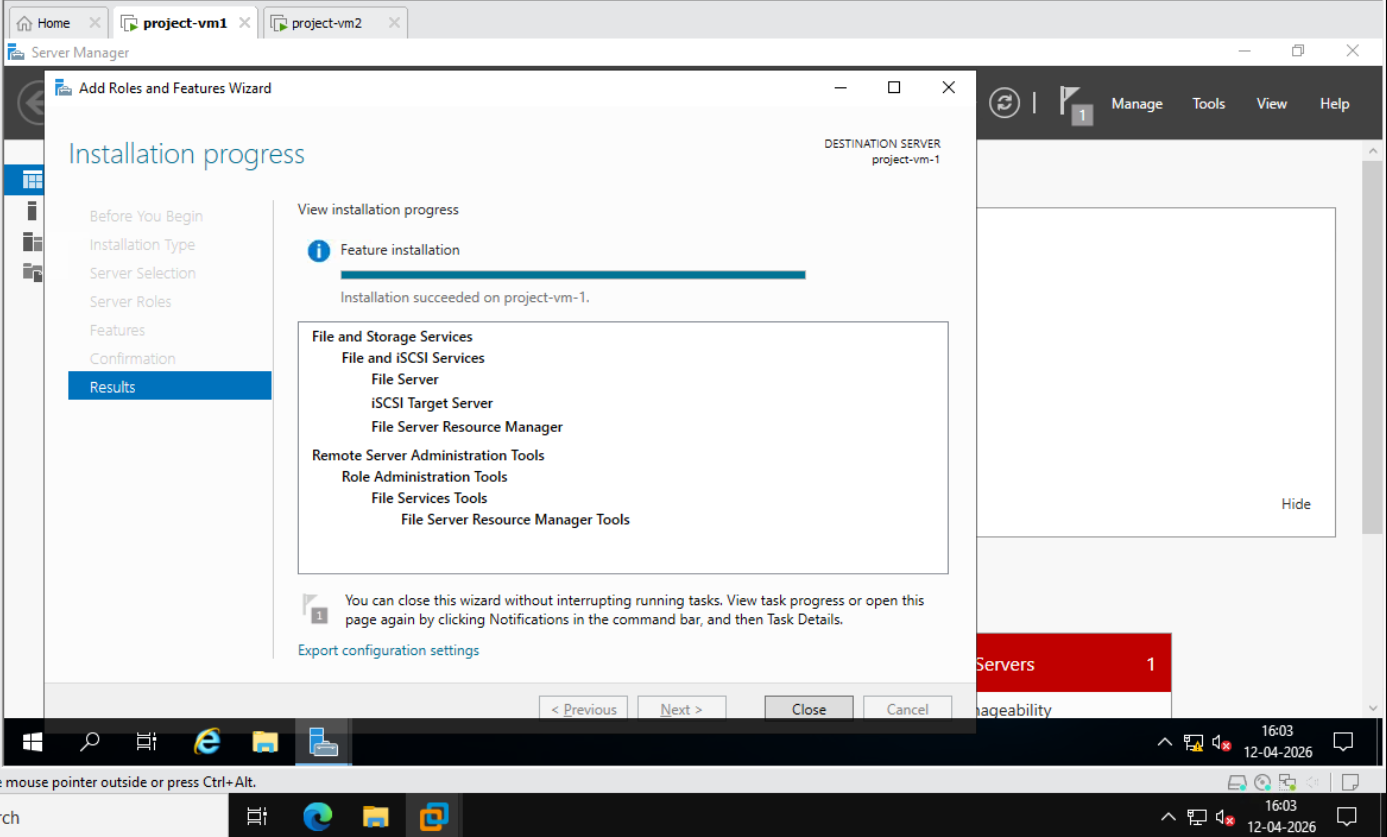 Home
project-vm1
project-vm2
Server Manager
Add Roles and Features Wizard
1
Manage
Tools
View
Help
Installation progress
DESTINATION SERVER
project-vm-1
Before You Begin
Installation Type
Server Selection
Server Roles
Features
Confirmation
Results
View installation progress
Feature installation
Installation succeeded on project-vm-1.
File and Storage Services
File and iSCSI Services
File Server
iSCSI Target Server
File Server Resource Manager
Remote Server Administration Tools
Role Administration Tools
File Services Tools
File Server Resource Manager Tools
Hide
1
You can close this wizard without interrupting running tasks. View task progress or open this
page again by clicking Notifications in the command bar, and then Task Details.
Export configuration settings
Servers 1
nageability
< Previous
Next >
Close
Cancel
16:03
12-04-2026
e mouse pointer outside or press Ctrl+Alt.
rch
16:03
12-04-2026